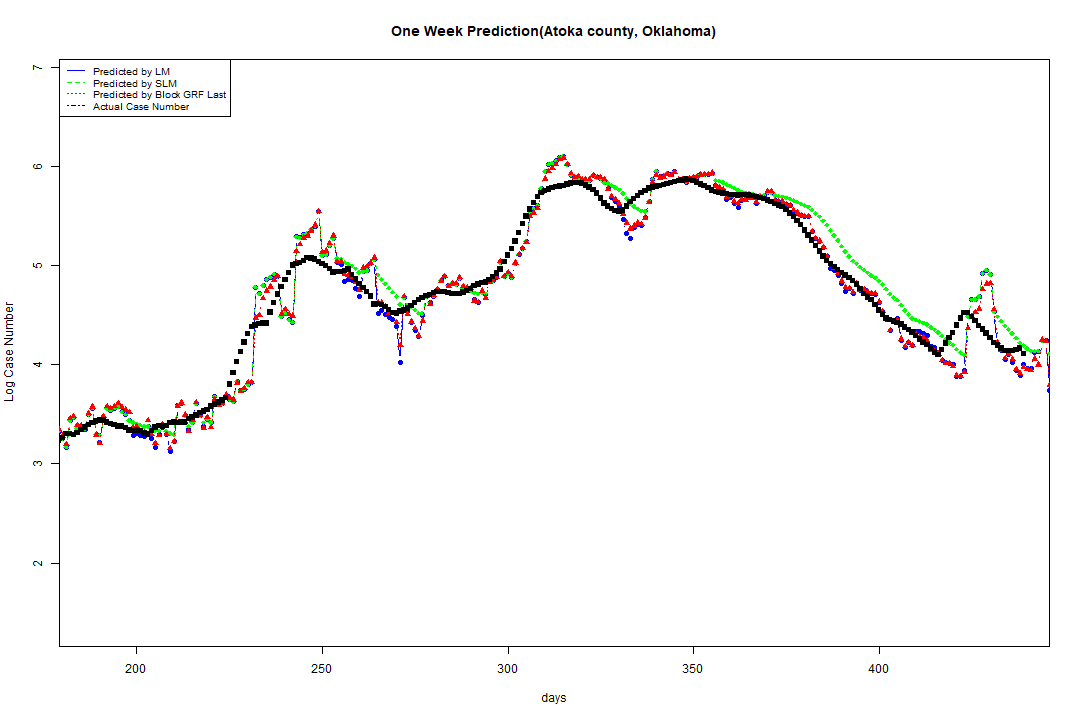 One Week Prediction(Atoka county, Oklahoma)
Predicted by LM
Predicted by SLM
Predicted by Block GRF Last
Actual Case Number
7
6
5
4
3
2
Log Case Number
200 250 300 350 400
days